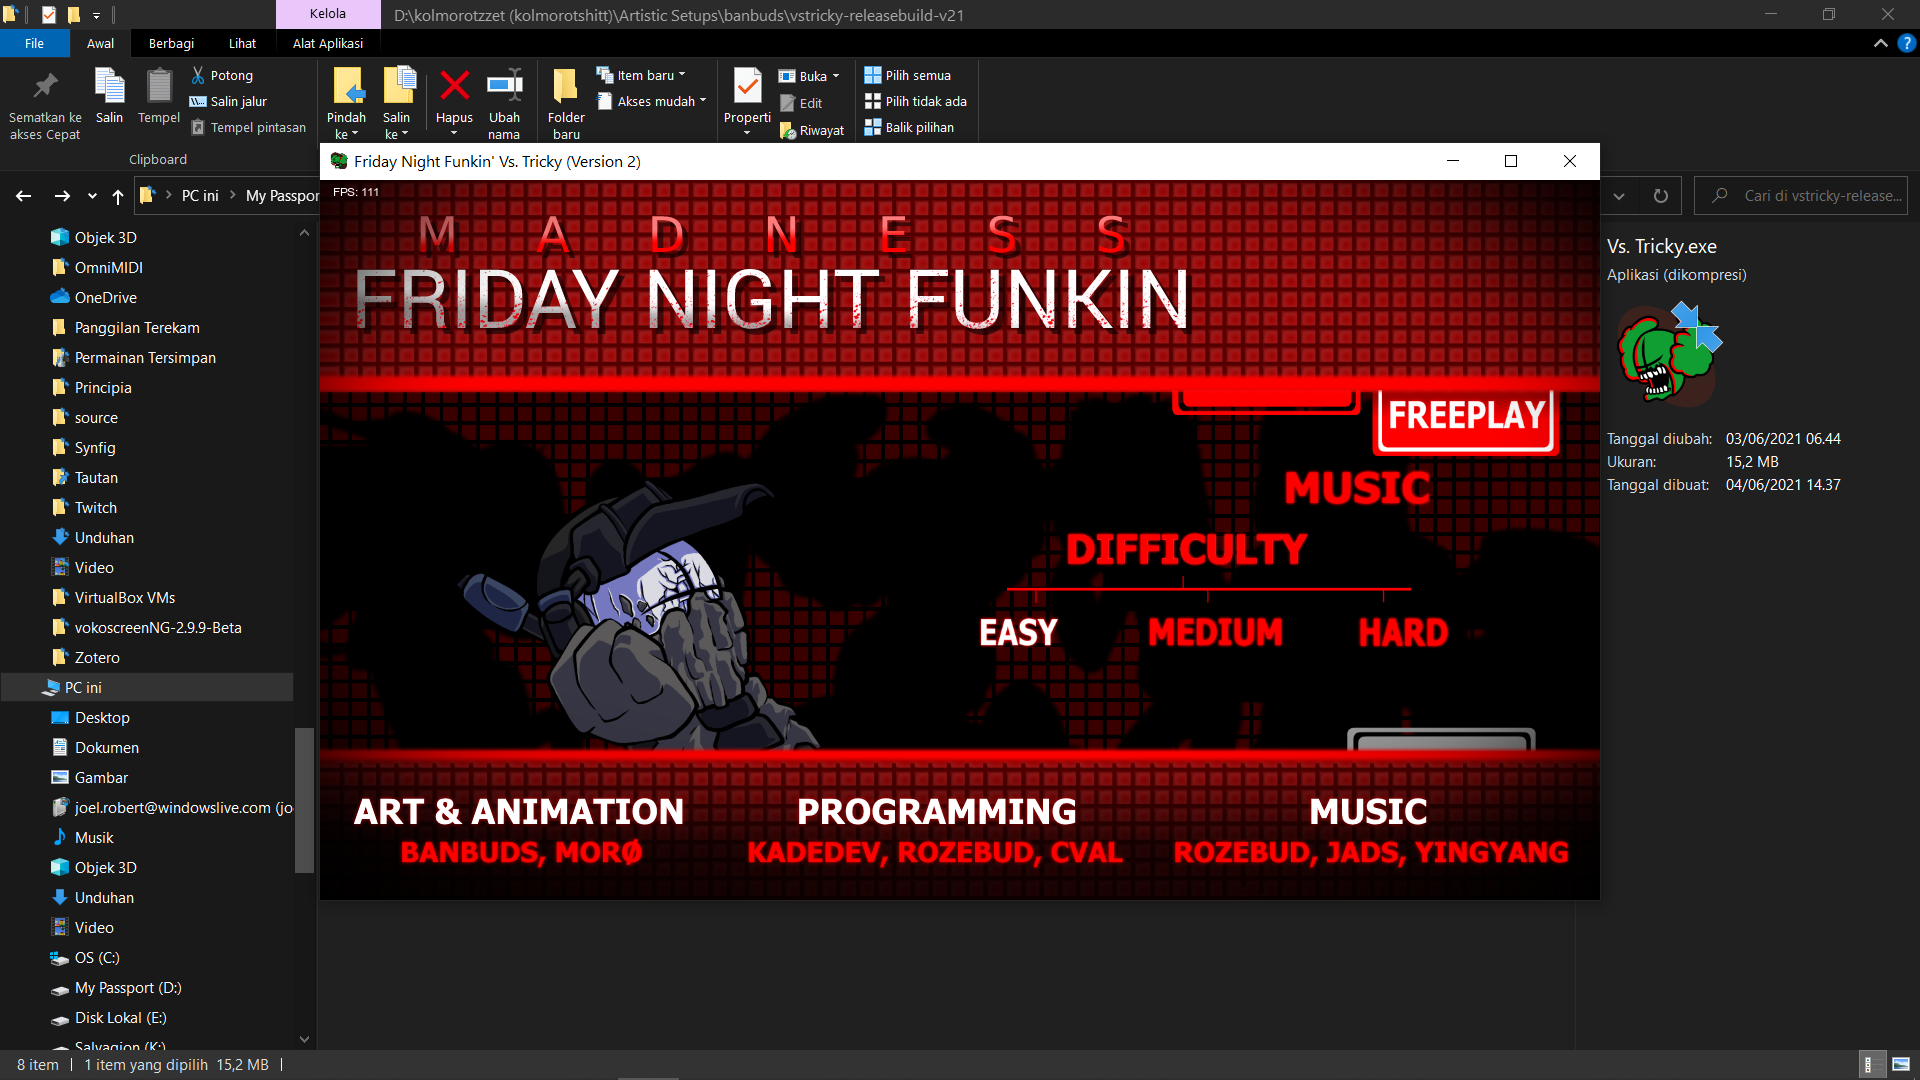 Kelola
D:\kolmorotzzet (kolmorotshitt)\Artistic Setups\banbuds\vstricky-releasebuild-v21
File
Awal
Berbagi
Lihat
Alat Aplikasi
Sematkan ke
akses Cepat
Salin
Tempel
Potong
Salin jalur
Tempel pintasan
Clipboard
Pindah
ke
Salin
ke
Hapus
Ubah
nama
Folder
baru
Item baru
Akses mudah
Properti
Buka
Edit
Riwayat
Pilih semua
Pilih tidak ada
Balik pilihan
Friday Night Funkin' Vs. Tricky (Version 2)
PC ini
My Passpor
Cari di vstricky-release...
FPS: 111
MADNESS
FRIDAY NIGHT FUNKIN
FREEPLAY
MUSIC
DIFFICULTY
EASY
MEDIUM
HARD
ART & ANIMATION
BANBUDS, MORØ
PROGRAMMING
KADEDEV, ROZEBUD, CVAL
MUSIC
ROZEBUD, JADS, YINGYANG
Objek 3D
OmniMIDI
OneDrive
Panggilan Terekam
Permainan Tersimpan
Principia
source
Synfig
Tautan
Twitch
Unduhan
Video
VirtualBox VMs
vokoscreenNG-2.9.9-Beta
Zotero
PC ini
Desktop
Dokumen
Gambar
joel.robert@windowslive.com (jo
Musik
Objek 3D
Unduhan
Video
OS (C:)
My Passport (D:)
Disk Lokal (E:)
Salvagion (K:)
Vs. Tricky.exe
Aplikasi (dikompresi)
Tanggal diubah: 03/06/2021 06.44
Ukuran: 15,2 MB
Tanggal dibuat: 04/06/2021 14.37
8 item
1 item yang dipilih 15,2 MB